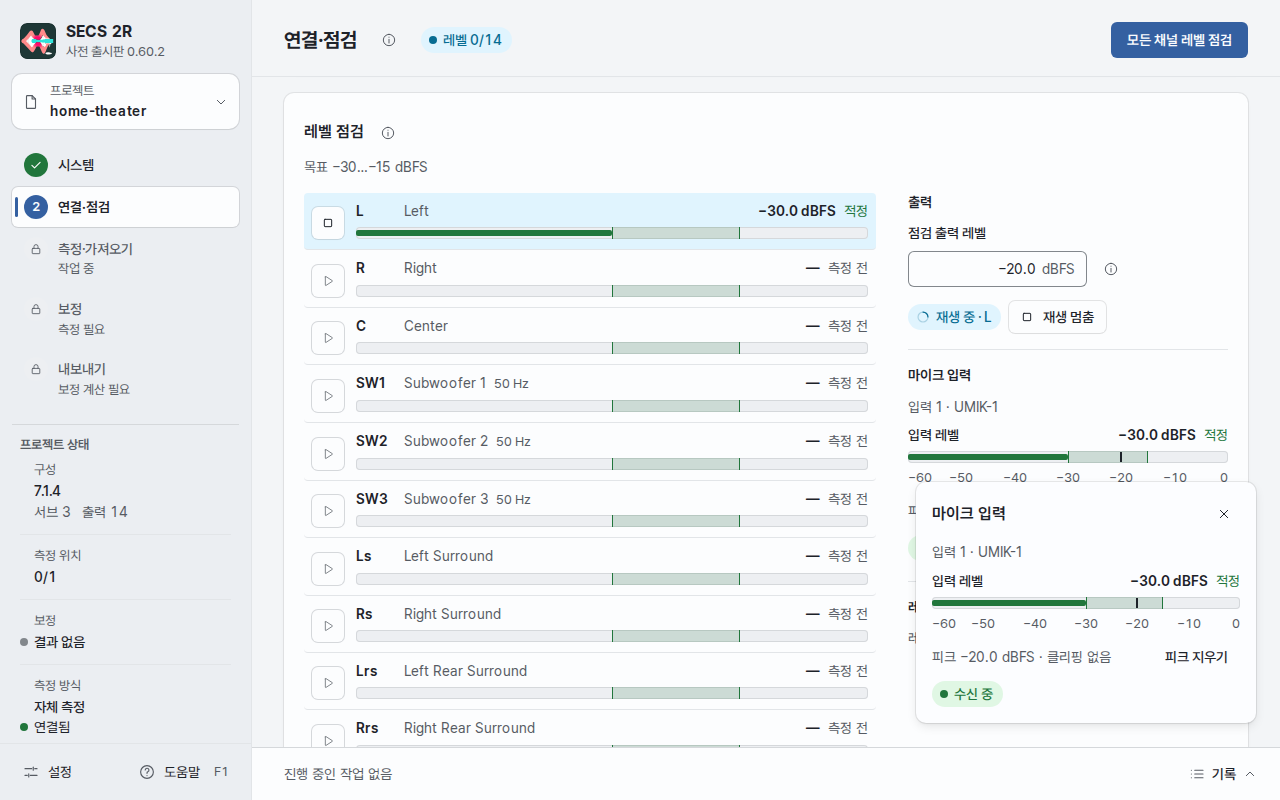 SECS 2R
사전 출시판 0.60.2
프로젝트
home-theater
시스템
2 연결·점검
측정·가져오기
작업 중
보정
측정 필요
내보내기
보정 계산 필요
프로젝트 상태
구성
7.1.4
서브 3 출력 14
측정 위치
0/1
보정
결과 없음
측정 방식
자체 측정
연결됨
설정 도움말 F1
연결·점검 레벨 0/14 모든 채널 레벨 점검
레벨 점검
목표 −30…−15 dBFS
L Left −30.0 dBFS 적정
R Right — 측정 전
C Center — 측정 전
SW1 Subwoofer 1 50 Hz — 측정 전
SW2 Subwoofer 2 50 Hz — 측정 전
SW3 Subwoofer 3 50 Hz — 측정 전
Ls Left Surround — 측정 전
Rs Right Surround — 측정 전
Lrs Left Rear Surround — 측정 전
Rrs Right Rear Surround — 측정 전
출력
점검 출력 레벨
−20.0 dBFS
재생 중 · L 재생 멈춤
마이크 입력
입력 1 · UMIK-1
입력 레벨 −30.0 dBFS 적정
−60 −50 −40 −30 −20 −10 0
마이크 입력
입력 1 · UMIK-1
입력 레벨 −30.0 dBFS 적정
−60 −50 −40 −30 −20 −10 0
피크 −20.0 dBFS · 클리핑 없음 피크 지우기
수신 중
진행 중인 작업 없음 기록